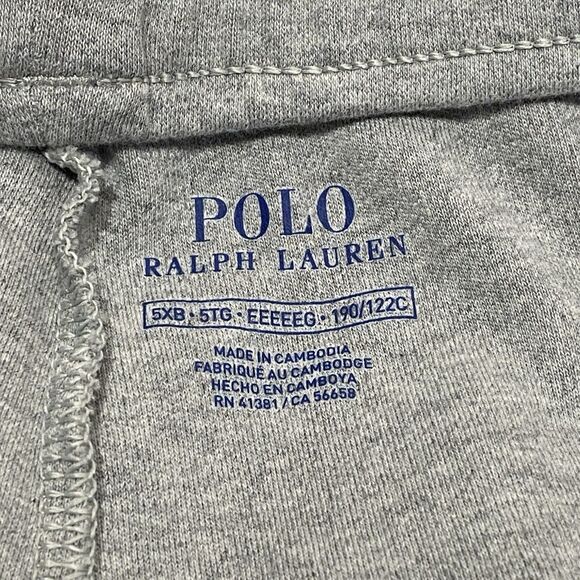 POLO
RALPH LAUREN
5XB • 5TG • EEEEEG • 190/122C
MADE IN CAMBODIA
FABRIQUÉ AU CAMBODGE
HECHO EN CAMBOYA
RN 41381 / CA 56658